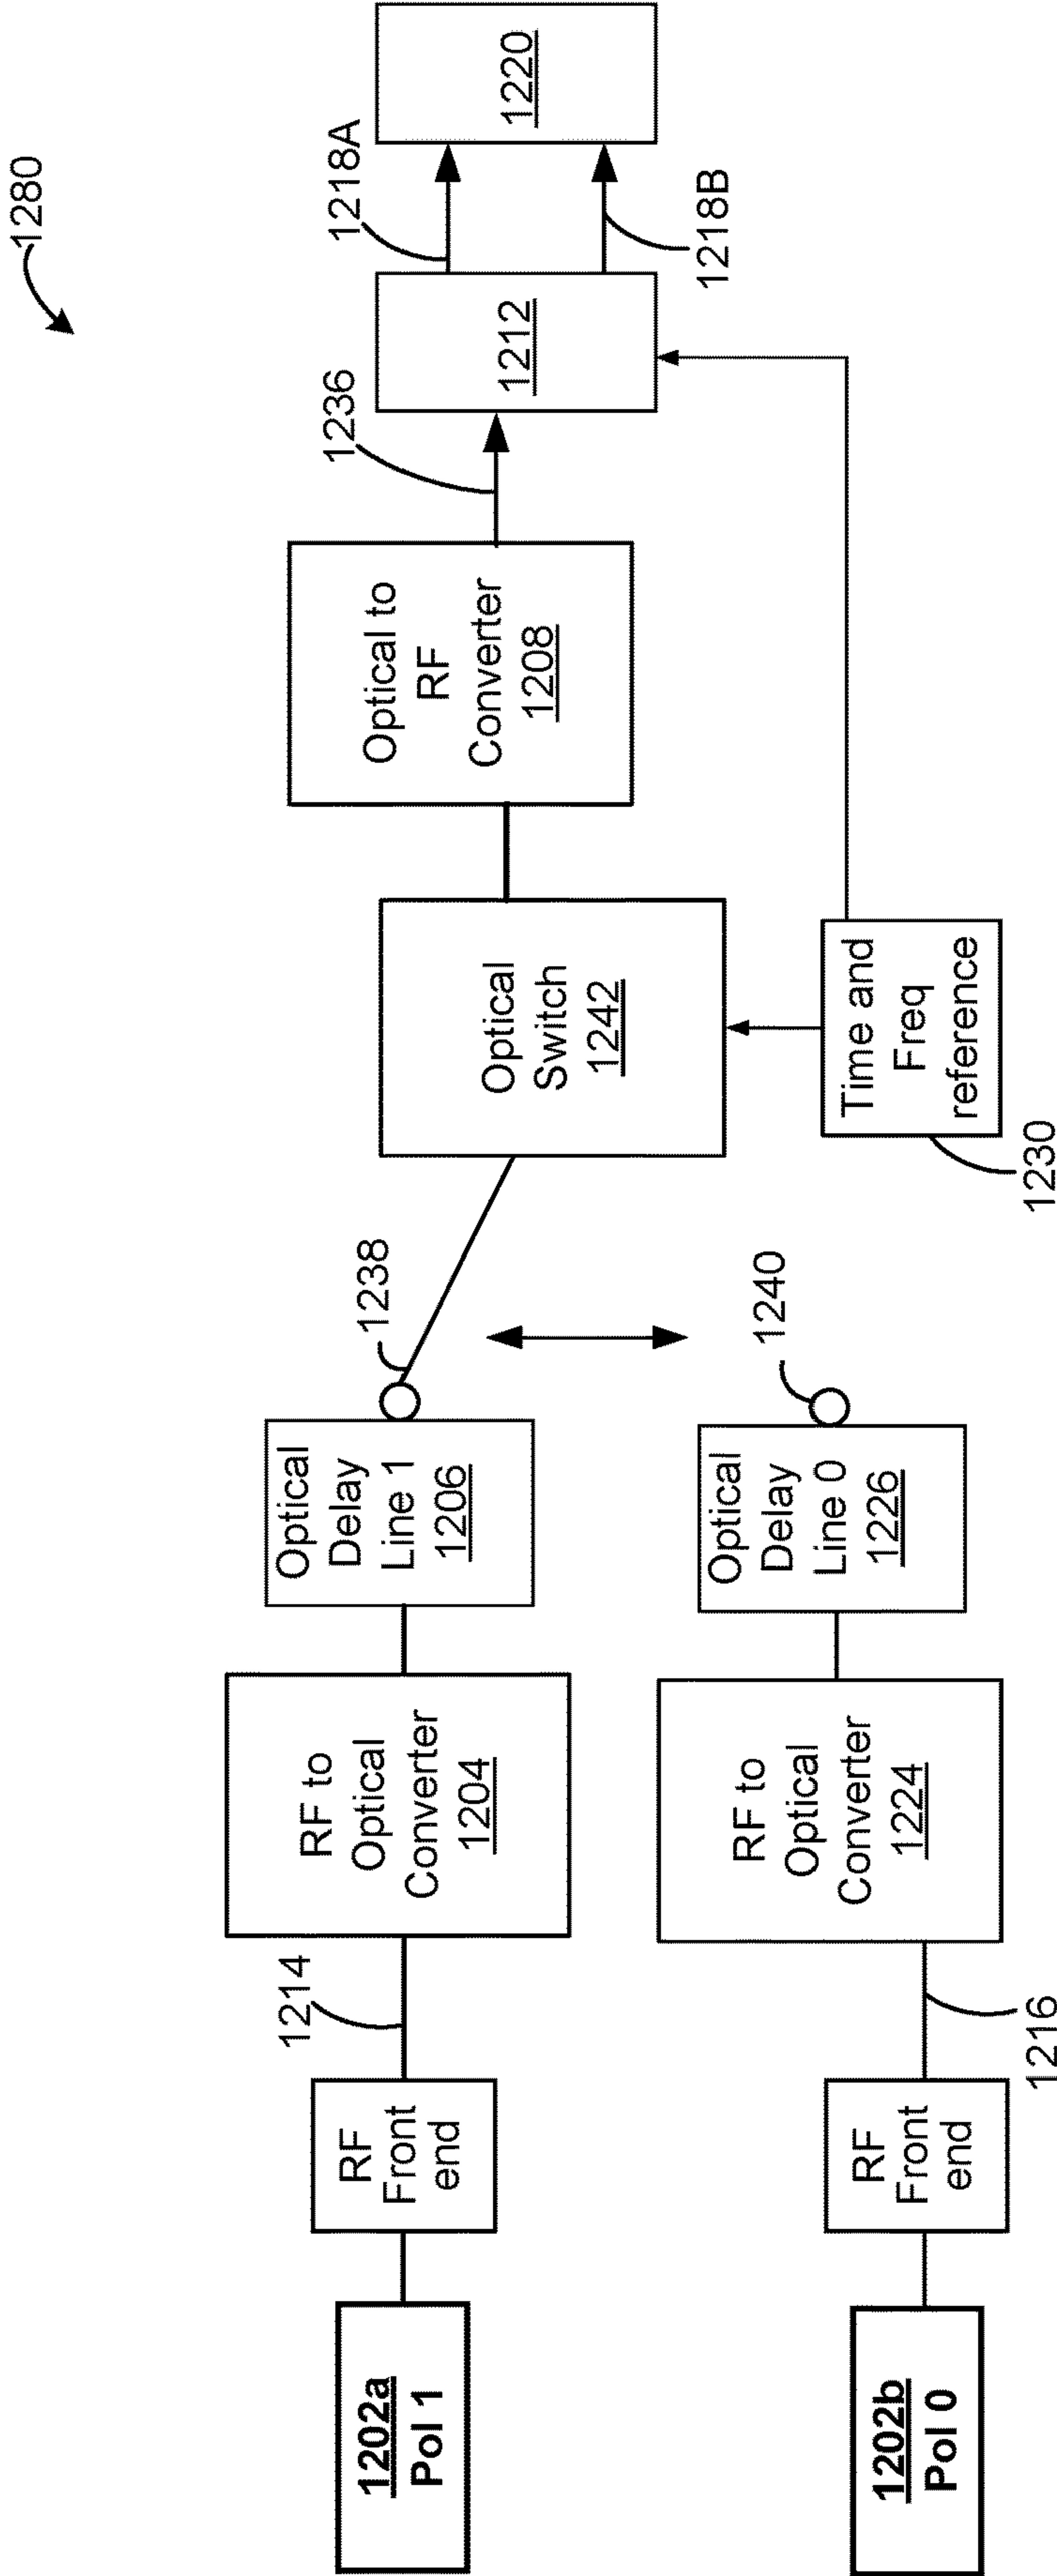 1280
1202a
Pol 1
RF
Front
end
1214
RF to
Optical
Converter
1204
Optical
Delay
Line 1
1206
1238
Optical
Switch
1242
Optical to
RF
Converter
1208
1236
1212
1218A
1218B
1220
1202b
Pol 0
RF
Front
end
1216
RF to
Optical
Converter
1224
Optical
Delay
Line 0
1226
1240
Time and
Freq
reference
1230